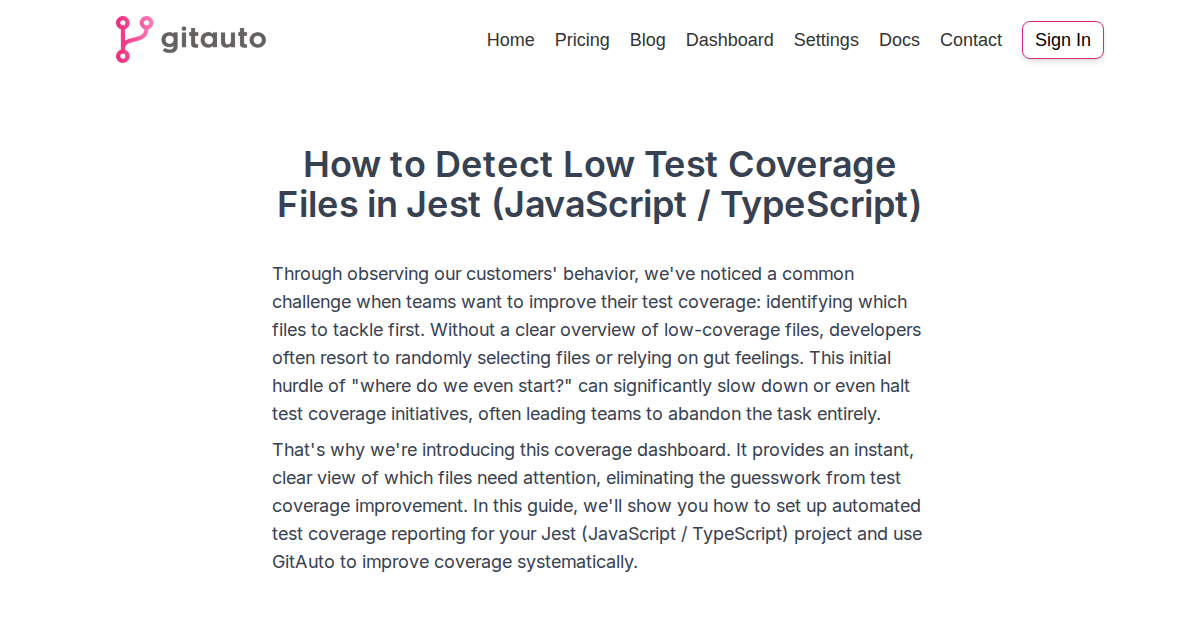 gitauto
Home Pricing Blog Dashboard Settings Docs Contact Sign In
How to Detect Low Test Coverage
Files in Jest (JavaScript / TypeScript)
Through observing our customers' behavior, we've noticed a common
challenge when teams want to improve their test coverage: identifying which
files to tackle first. Without a clear overview of low-coverage files, developers
often resort to randomly selecting files or relying on gut feelings. This initial
hurdle of "where do we even start?" can significantly slow down or even halt
test coverage initiatives, often leading teams to abandon the task entirely.
That's why we're introducing this coverage dashboard. It provides an instant,
clear view of which files need attention, eliminating the guesswork from test
coverage improvement. In this guide, we'll show you how to set up automated
test coverage reporting for your Jest (JavaScript / TypeScript) project and use
GitAuto to improve coverage systematically.